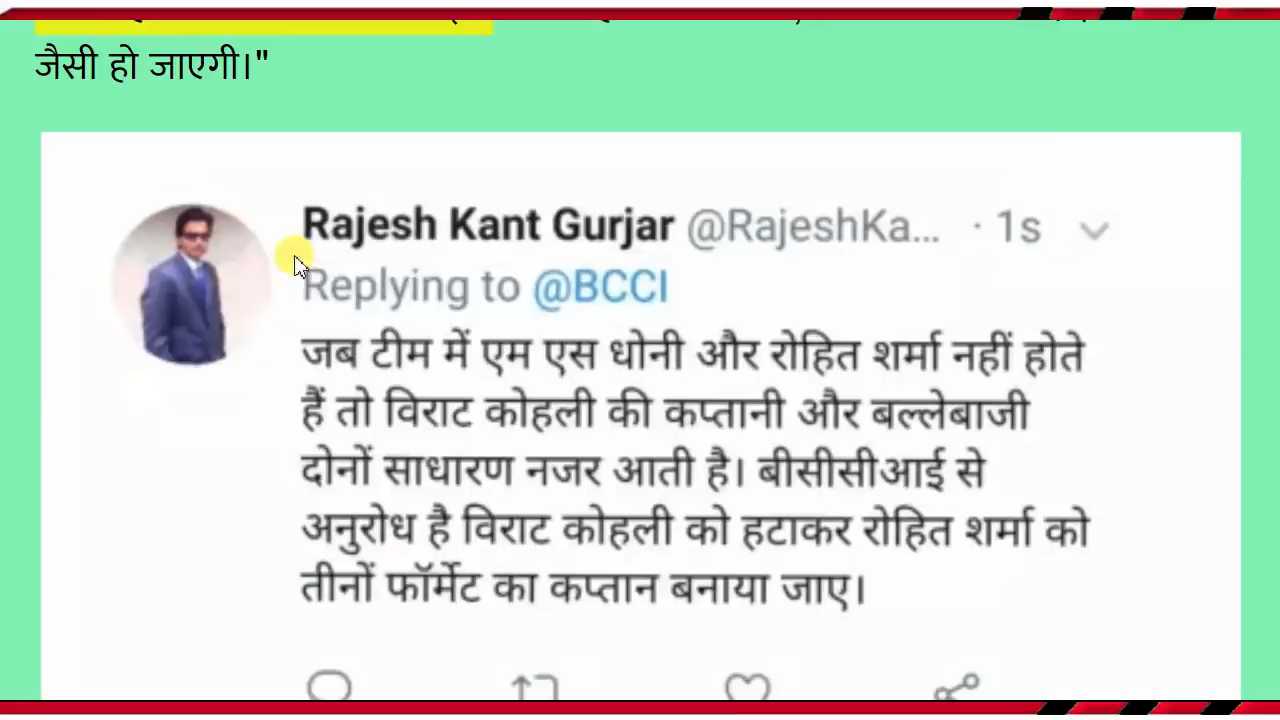 जैसी हो जाएगी।"
Rajesh Kant Gurjar @RajeshKa... · 1s
Replying to @BCCI
जब टीम में एम एस धोनी और रोहित शर्मा नहीं होते
हैं तो विराट कोहली की कप्तानी और बल्लेबाजी
दोनों साधारण नजर आती है। बीसीसीआई से
अनुरोध है विराट कोहली को हटाकर रोहित शर्मा को
तीनों फॉर्मेट का कप्तान बनाया जाए।